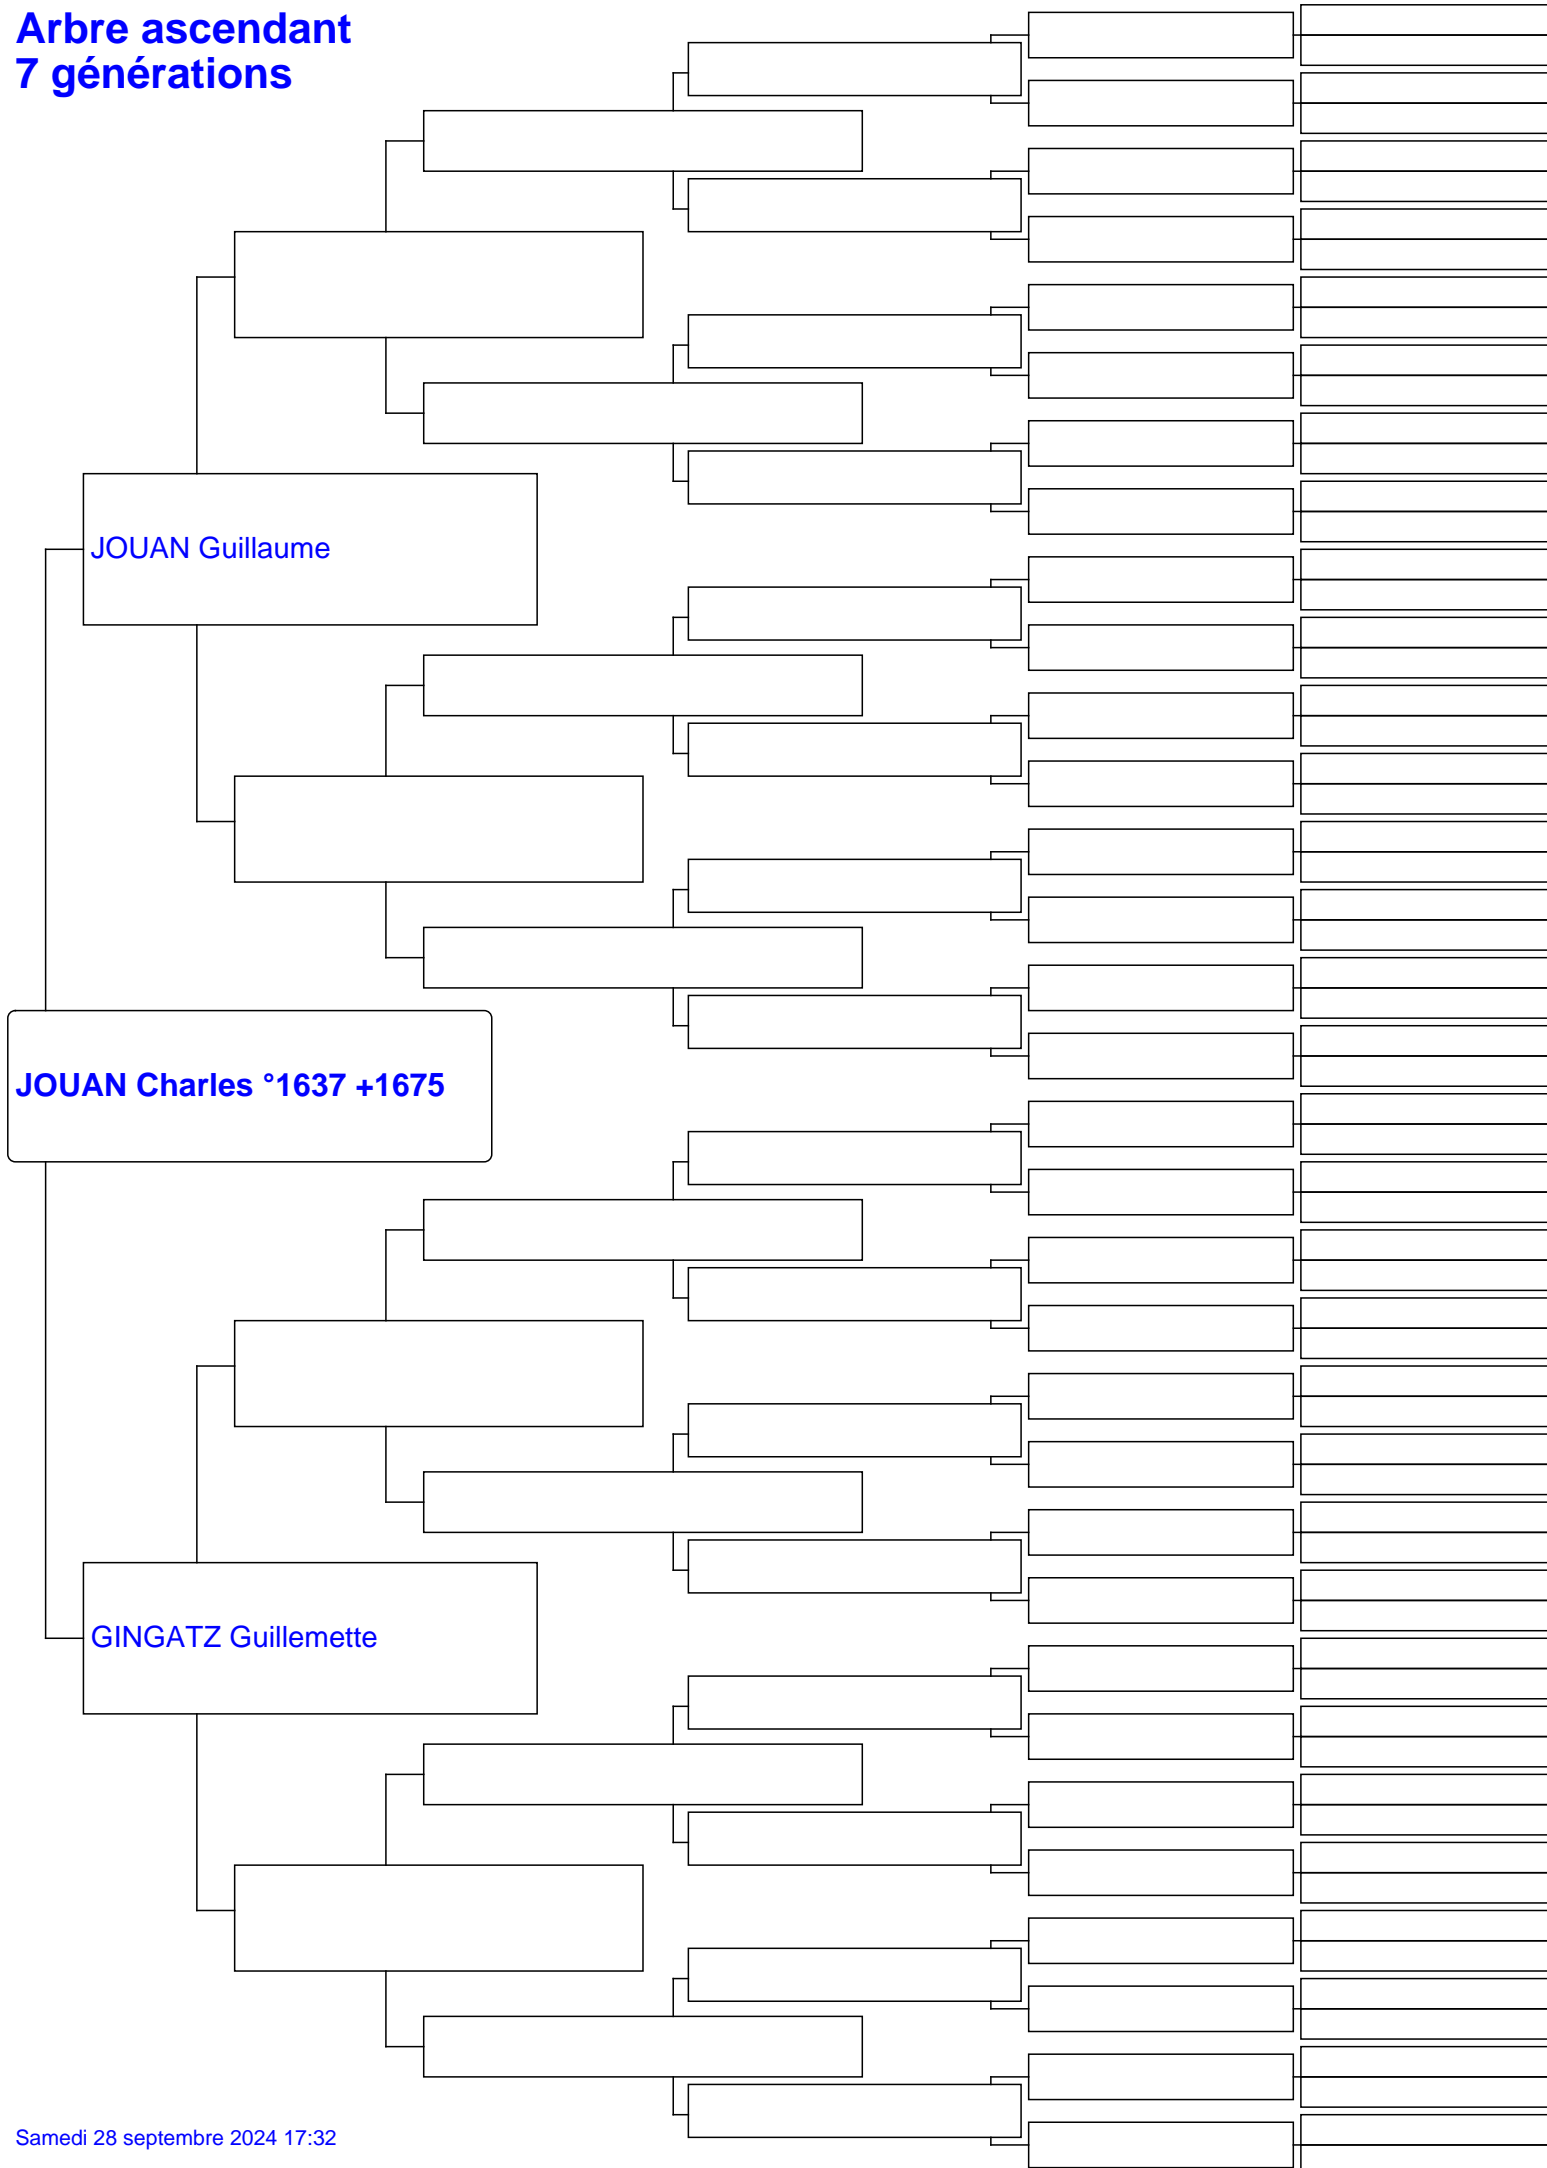 Arbre ascendant
7 générations
JOUAN Guillaume
JOUAN Charles °1637 +1675
GINGATZ Guillemette
Samedi 28 septembre 2024 17:32